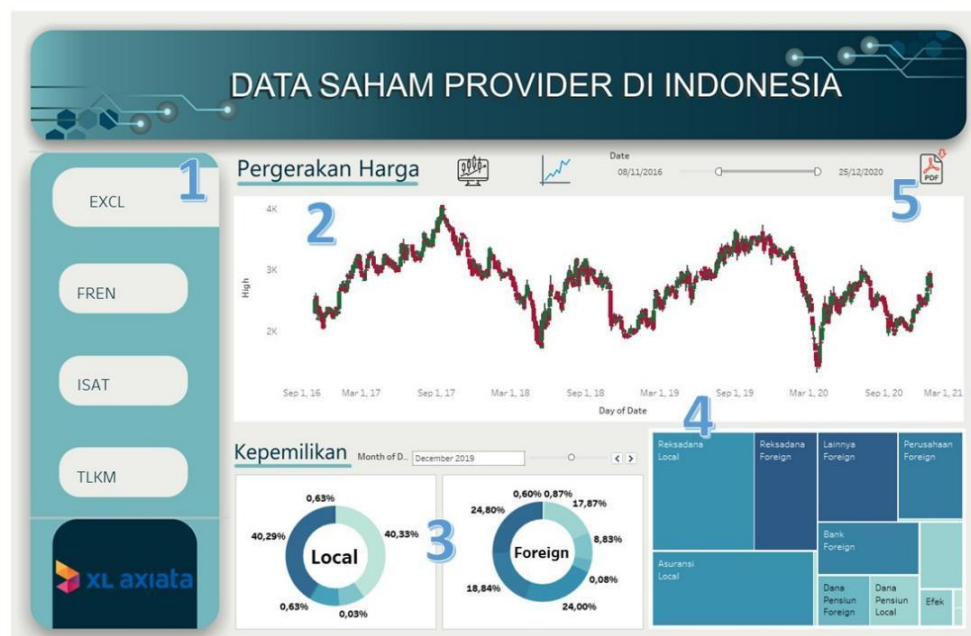 DATA SAHAM PROVIDER DI INDONESIA
1
EXCL
FREN
ISAT
TLKM
XL axiata
Pergerakan Harga
Date
08/11/2016
25/12/2020
PDF
5
2
4K
3K
2K
High
Sep 1, 16
Mar 1, 17
Sep 1, 17
Mar 1, 18
Sep 1, 18
Mar 1, 19
Sep 1, 19
Mar 1, 20
Sep 1, 20
Mar 1, 21
Day of Date
4
Kepemilikan
Month of D..
December 2019
3
0,63%
40,29%
40,33%
Local
0,63%
0,03%
0,60%
0,87%
24,80%
17,87%
Foreign
8,83%
0,08%
18,84%
24,00%
Reksadana
Local
Reksadana
Foreign
Lainnya
Foreign
Perusahaan
Foreign
Asuransi
Local
Bank
Foreign
Dana
Pensiun
Foreign
Dana
Pensiun
Local
Efek